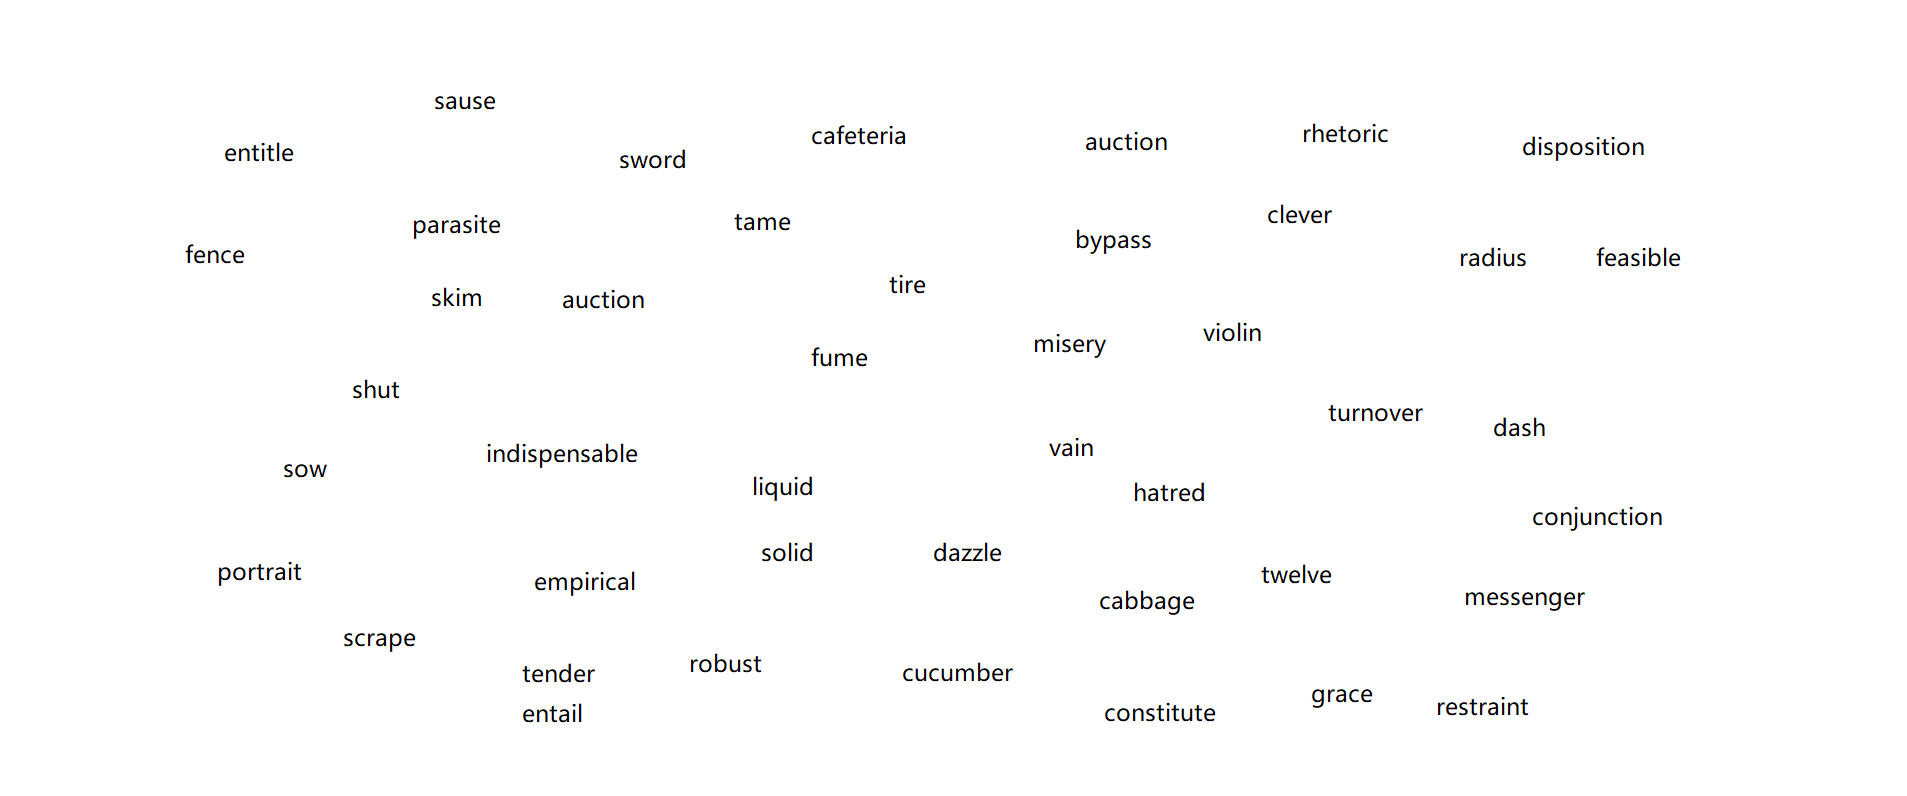 sause
cafeteria
auction
rhetoric
disposition
entitle
sword
parasite
tame
clever
bypass
fence
radius
feasible
skim
auction
tire
fume
misery
violin
shut
turnover
dash
sow
indispensable
vain
liquid
hatred
conjunction
portrait
empirical
solid
dazzle
twelve
cabbage
messenger
scrape
tender
robust
cucumber
grace
restraint
entail
constitute